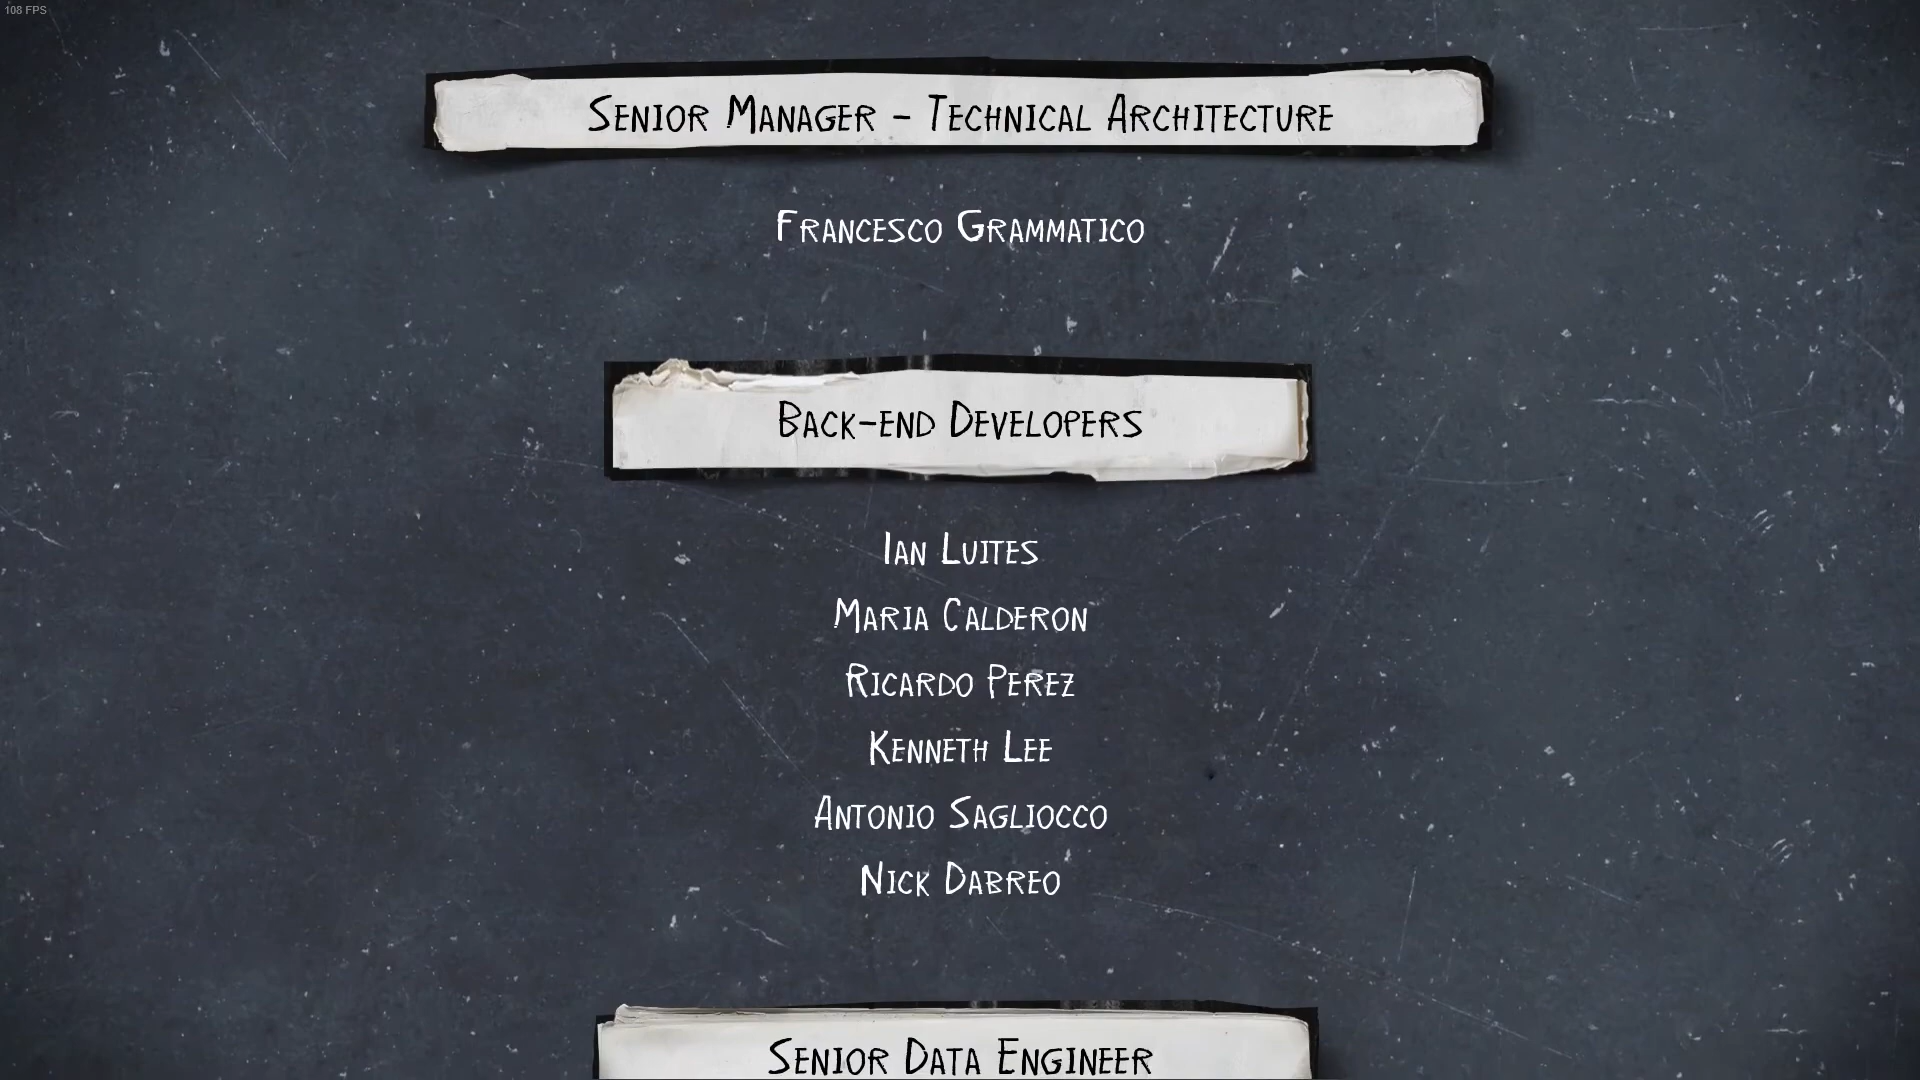 108 FPS
Senior Manager - Technical Architecture
Francesco Grammatico
Back-end Developers
Ian Luites
Maria Calderon
Ricardo Perez
Kenneth Lee
Antonio Sagliocco
Nick Dabreo
Senior Data Engineer